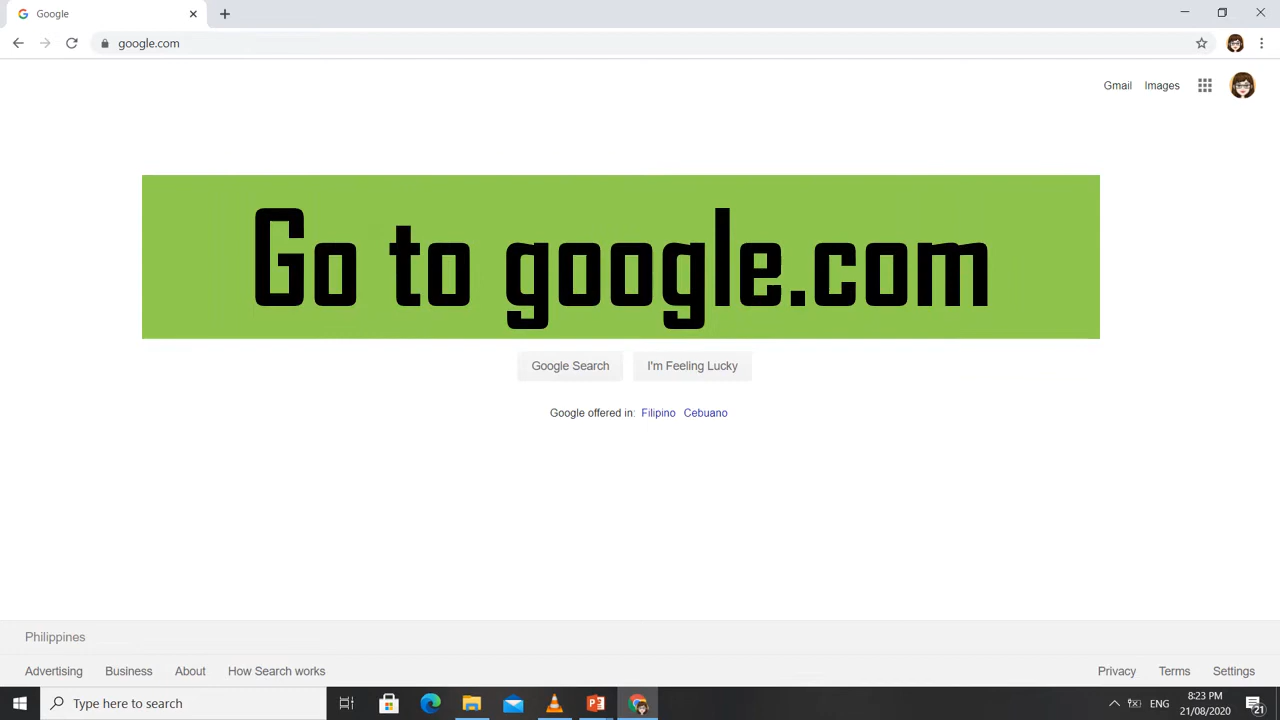 Google
google.com
Gmail Images
Go to google.com
Google Search I'm Feeling Lucky
Google offered in: Filipino Cebuano
Philippines
Advertising Business About How Search works Privacy Terms Settings
Type here to search ENG 8:23 PM
21/08/2020 21